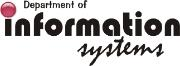 Department of
information
systems